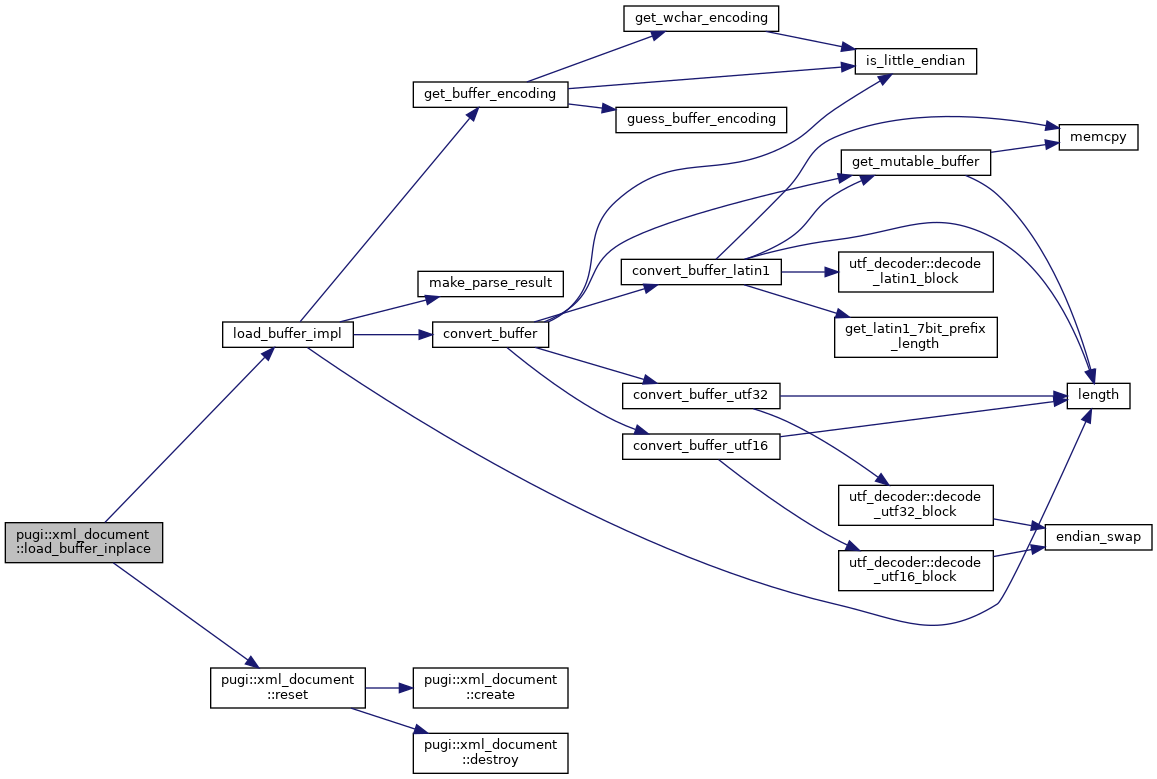 get_wchar_encoding
is_little_endian
get_buffer_encoding
guess_buffer_encoding
memcpy
get_mutable_buffer
convert_buffer_latin1
utf_decoder::decode
_latin1_block
make_parse_result
load_buffer_impl
convert_buffer
get_latin1_7bit_prefix
_length
convert_buffer_utf32
length
convert_buffer_utf16
utf_decoder::decode
_utf32_block
pugi::xml_document
::load_buffer_inplace
endian_swap
utf_decoder::decode
_utf16_block
pugi::xml_document
::reset
pugi::xml_document
::create
pugi::xml_document
::destroy